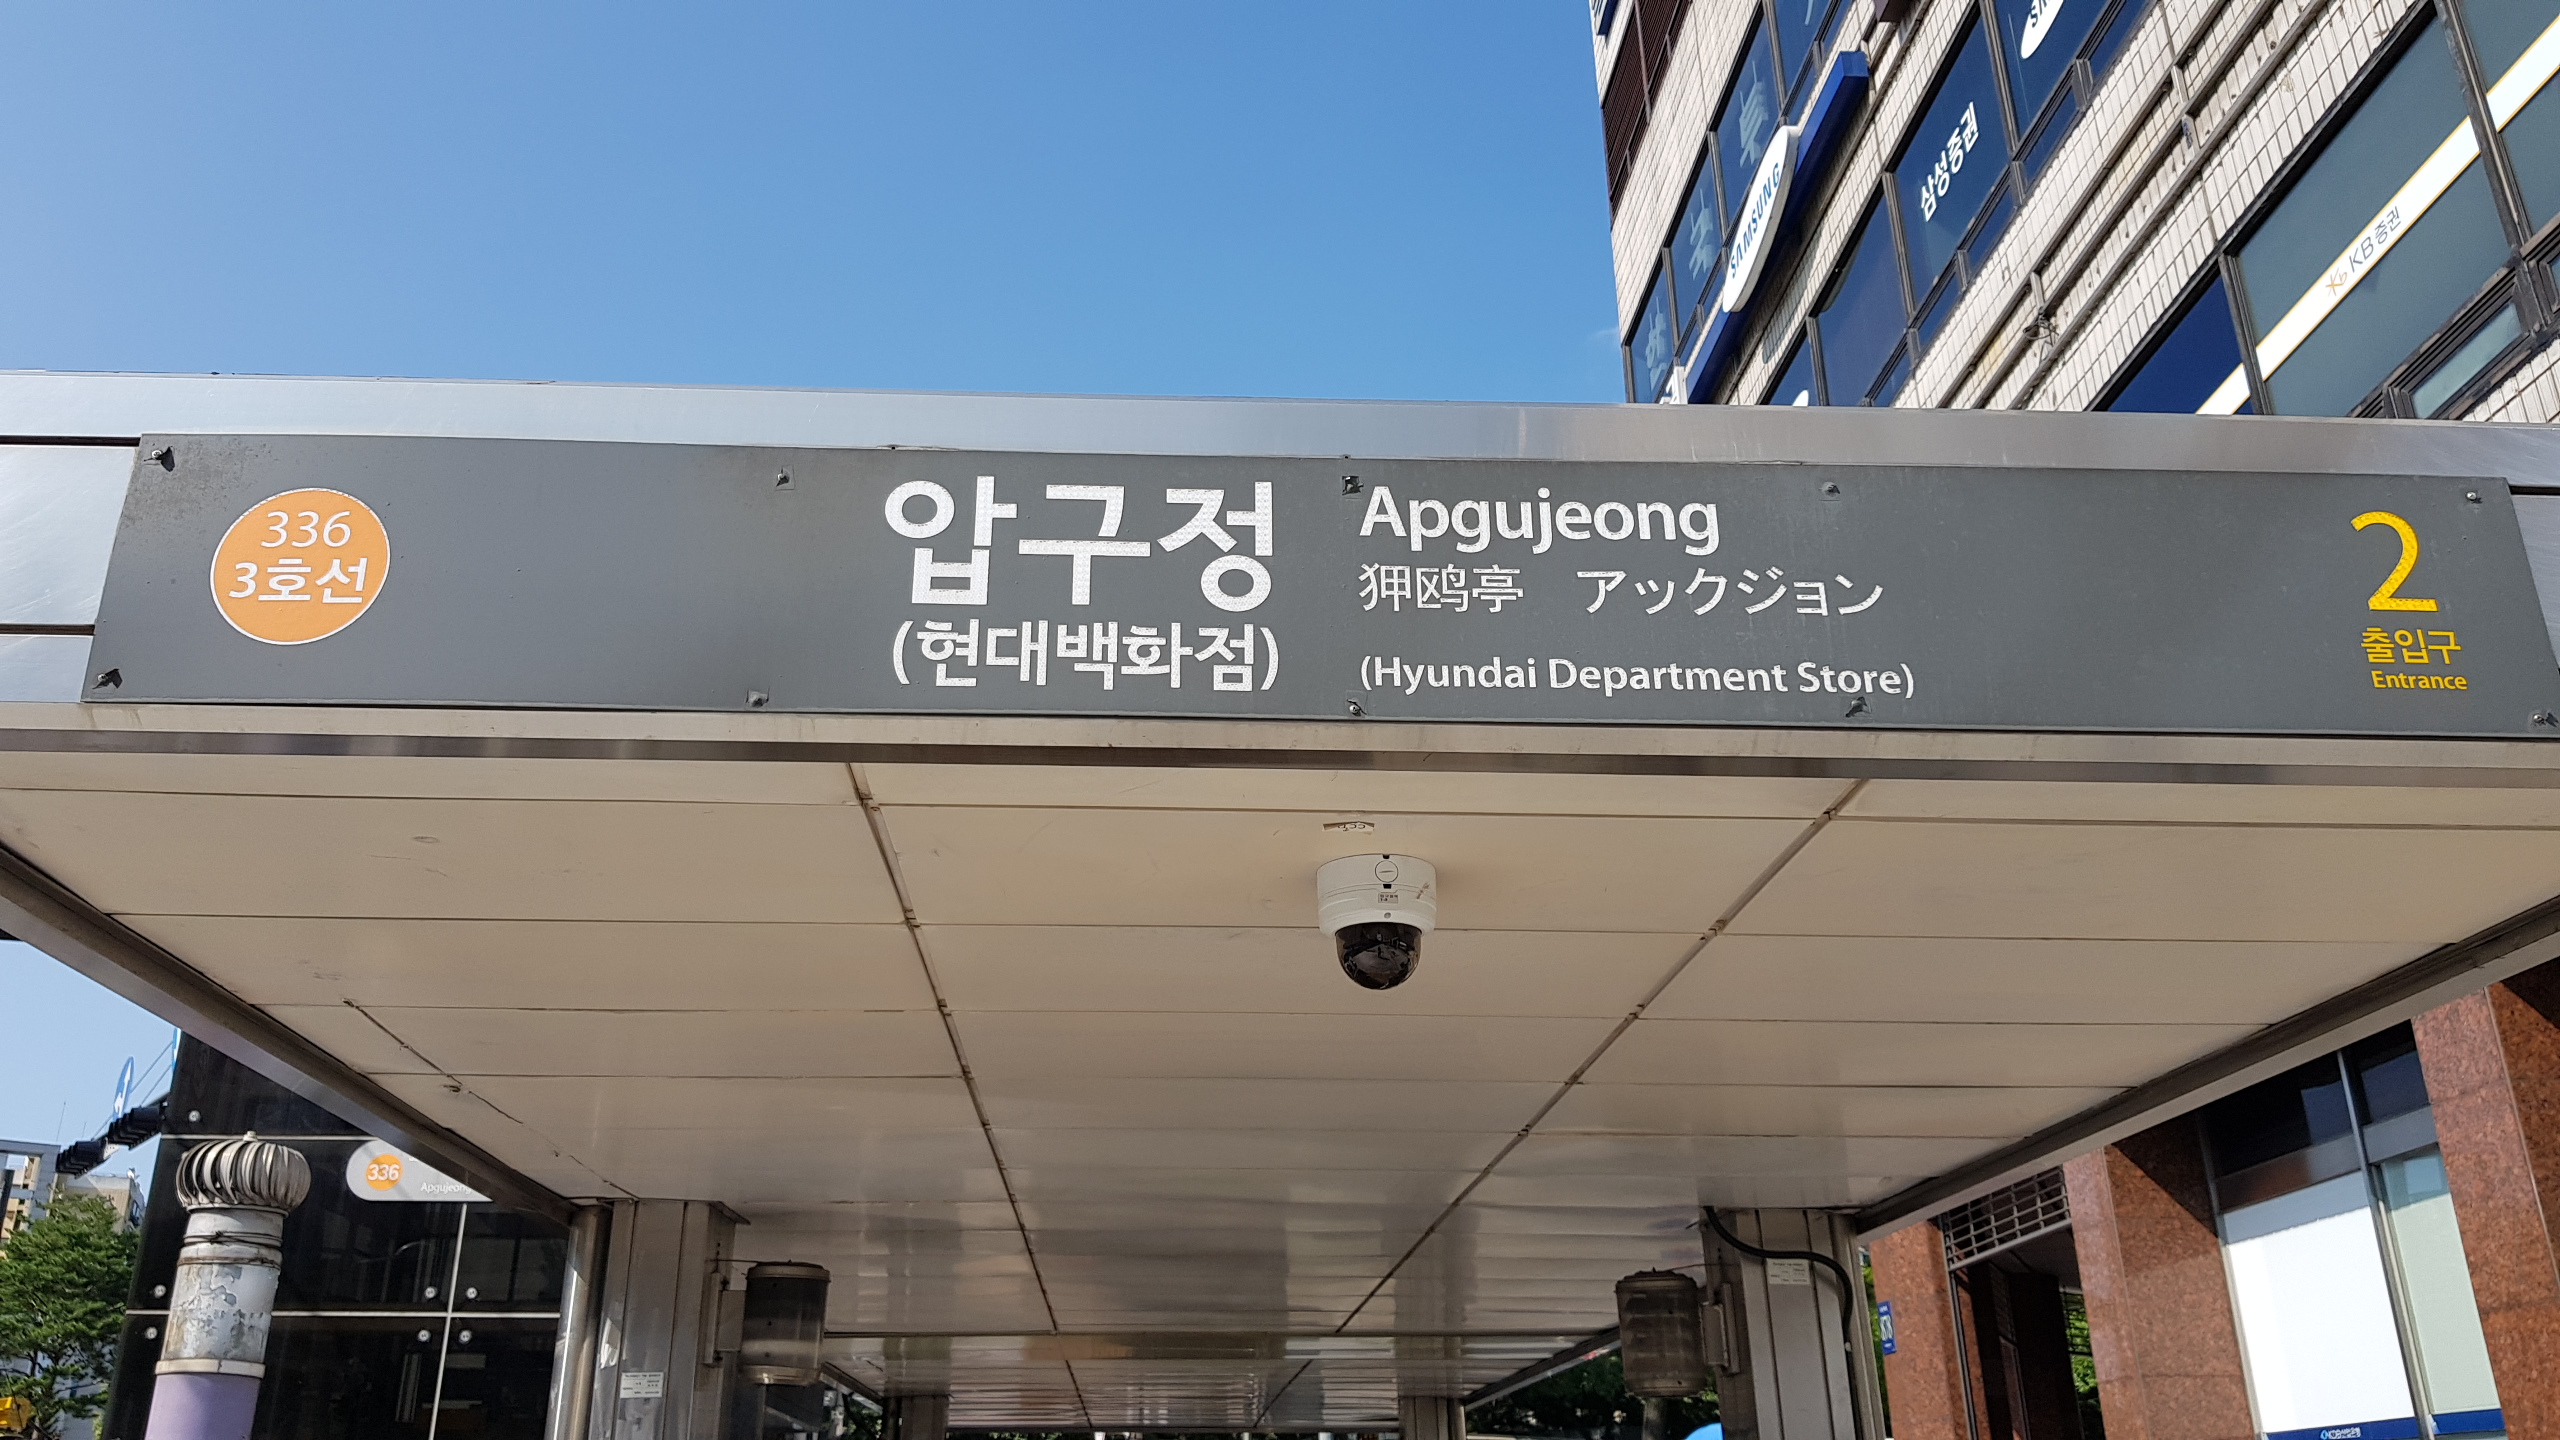 삼성증권
SAMSUNG
KB증권
336
3호선
압구정
(현대백화점)
Apgujeong
狎鸥亭 アックジョン
(Hyundai Department Store)
2
출입구
Entrance
336
Apgujeong